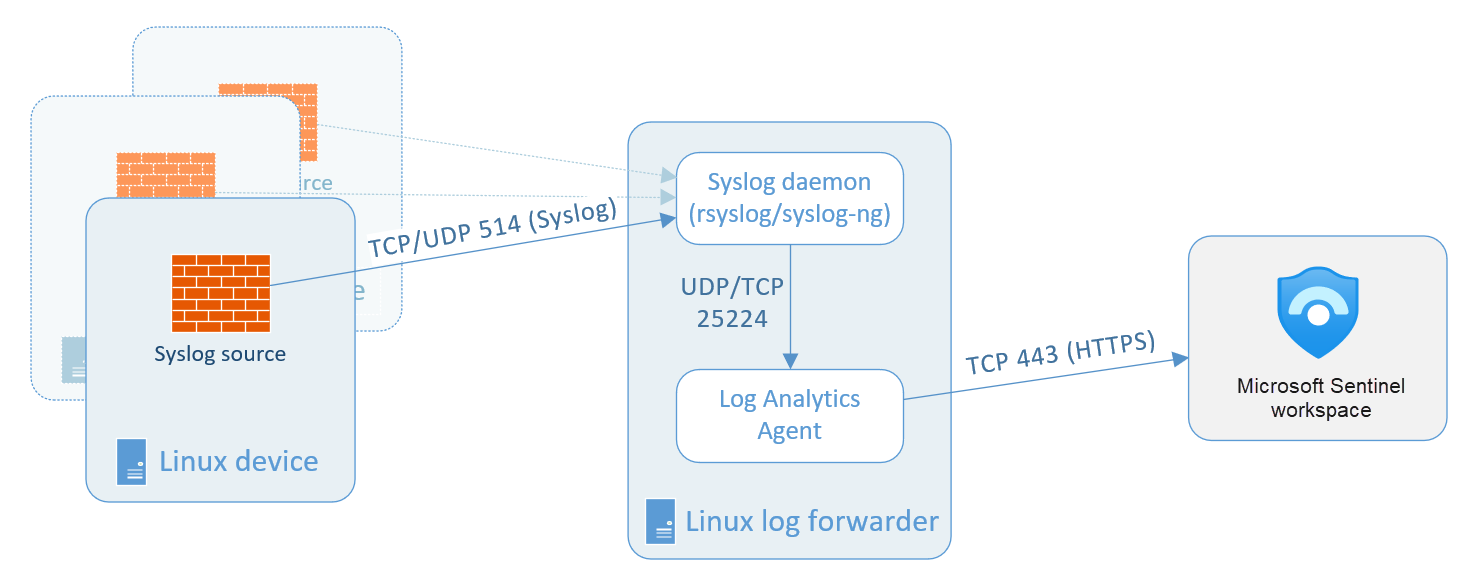 rce
e
Syslog source
Linux device
TCP/UDP 514 (Syslog)
Syslog daemon
(rsyslog/syslog-ng)
UDP/TCP
25224
Log Analytics
Agent
Linux log forwarder
TCP 443 (HTTPS)
Microsoft Sentinel
workspace